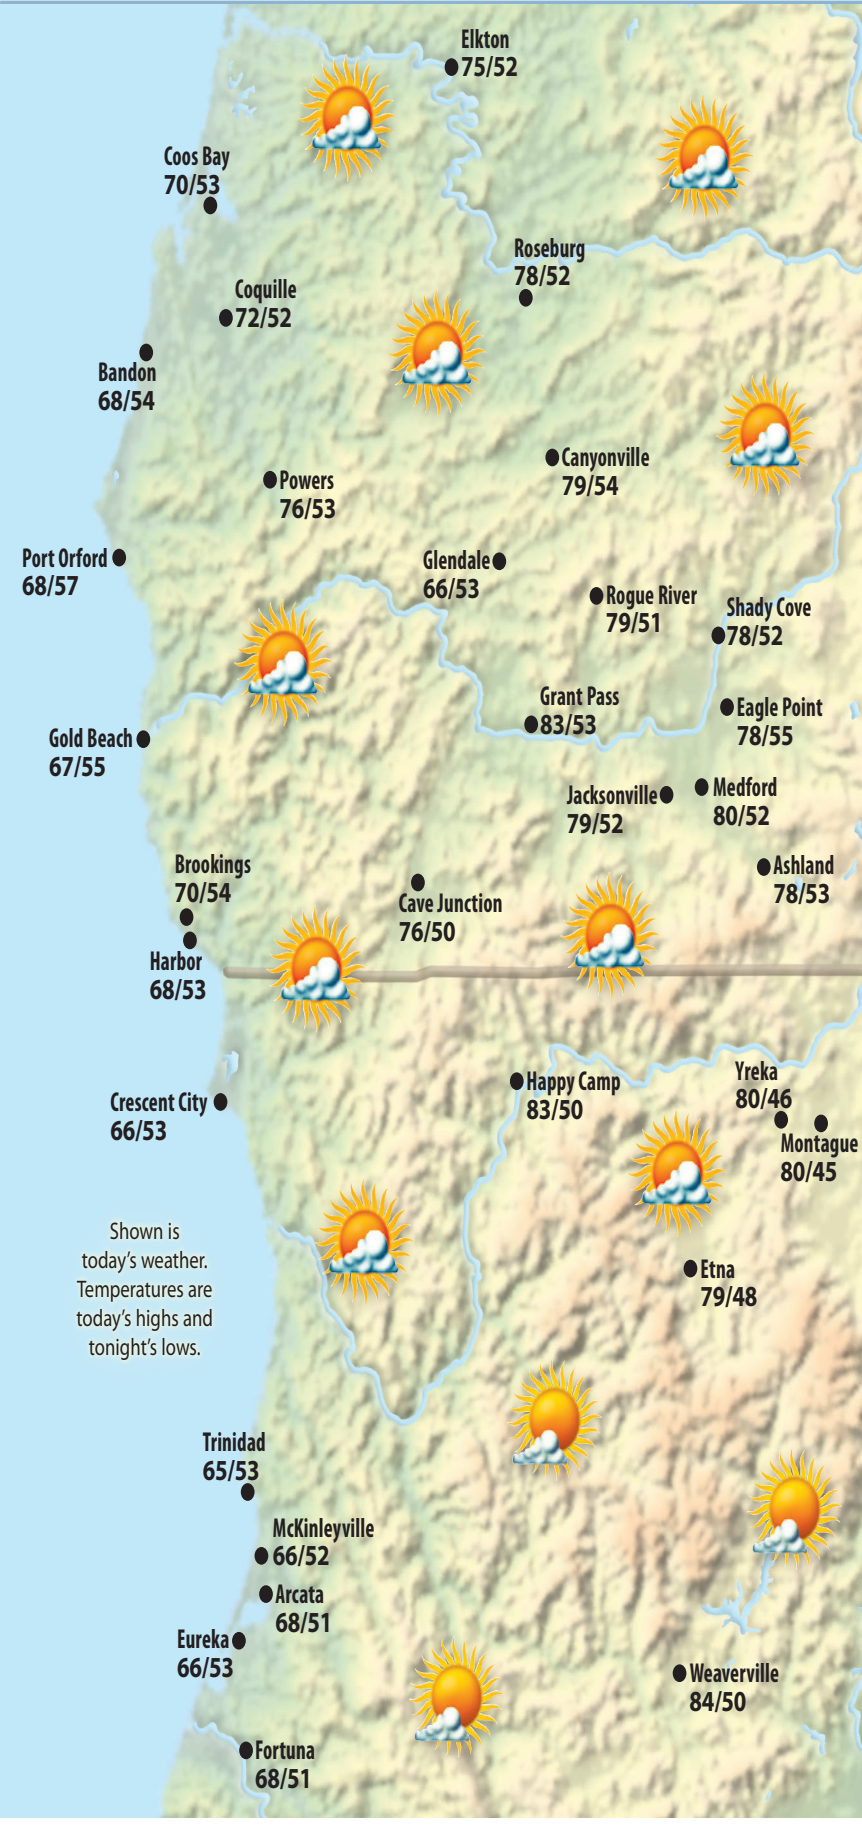 Elkton
75/52
Coos Bay
70/53
Roseburg
78/52
Coquille
72/52
Bandon
68/54
Canyonville
79/54
Powers
76/53
Port Orford
68/57
Glendale
66/53
Rogue River
79/51
Shady Cove
78/52
Grant Pass
83/53
Eagle Point
78/55
Gold Beach
67/55
Jacksonville
79/52
Medford
80/52
Brookings
70/54
Ashland
78/53
Cave Junction
76/50
Harbor
68/53
Happy Camp
83/50
Yreka
80/46
Crescent City
66/53
Montague
80/45
Shown is
today's weather.
Temperatures are
today's highs and
tonight's lows.
Etna
79/48
Trinidad
65/53
McKinleyville
66/52
Arcata
68/51
Eureka
66/53
Weaverville
84/50
Fortuna
68/51